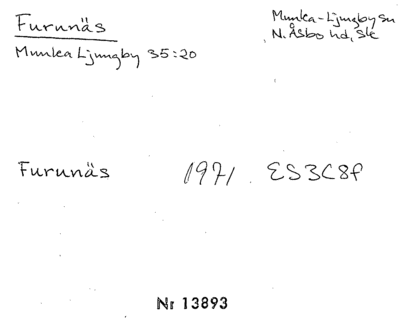 Furunäs
Munka-Ljungby sn
N. Åsbo hd, Sk
Munka Ljungby 35:20
Furunäs 1971 ES3C8f
Nr 13893